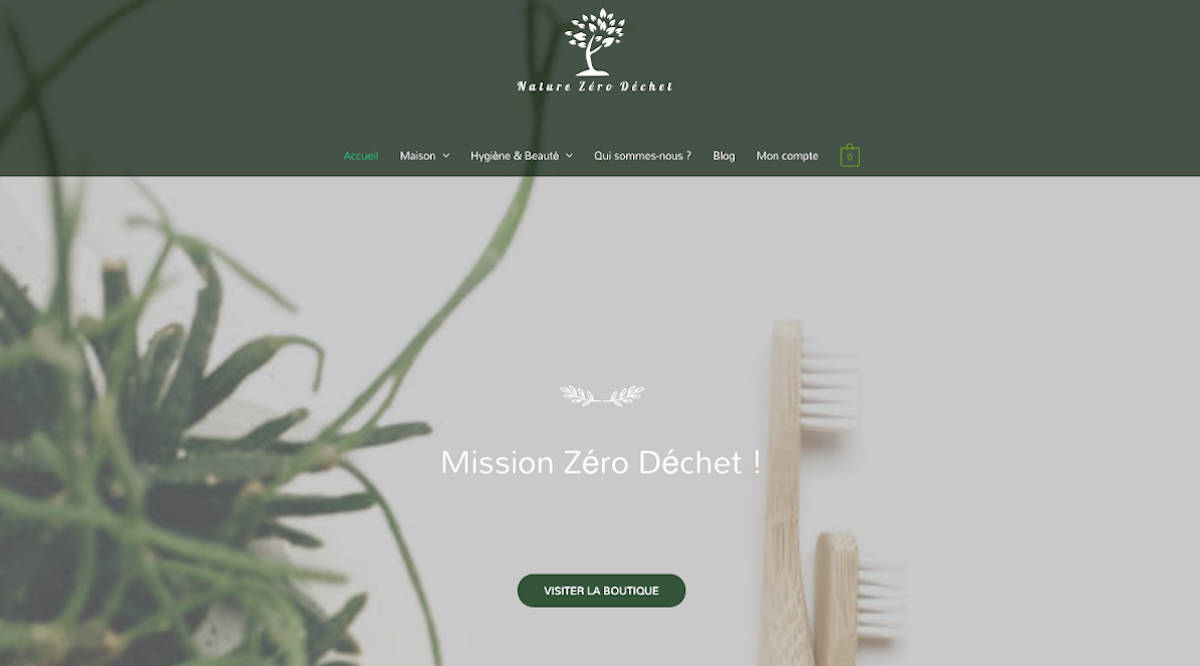 Nature Zéro Déchet
Accueil Maison Hygiène & Beauté Qui sommes-nous ? Blog Mon compte 0
Mission Zéro Déchet !
VISITER LA BOUTIQUE